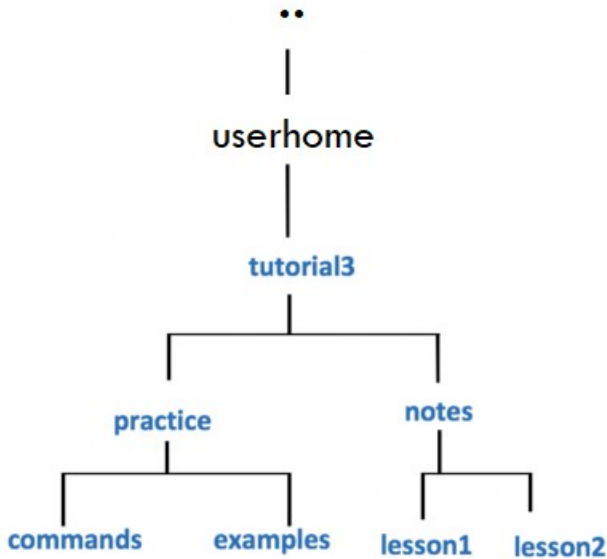 ..
userhome
tutorial3
practice notes
commands examples lesson1 lesson2